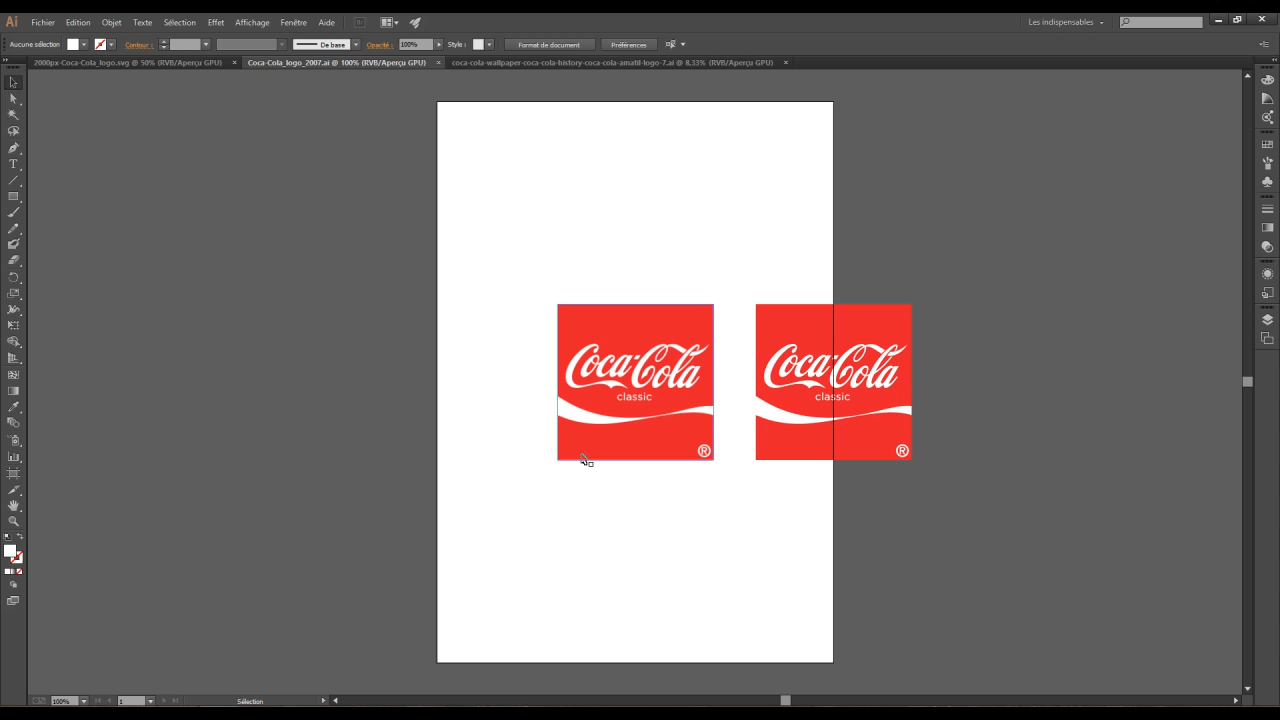 Ai Fichier Edition Objet Texte Sélection Effet Affichage Fenêtre Aide Br Les indispensables
Aucune sélection Contour : De base Opacité : 100% Style : Format de document Préférences
2000px-Coca-Cola_logo.svg @ 50% (RVB/Aperçu GPU) × Coca-Cola_logo_2007.ai @ 100% (RVB/Aperçu GPU) × coca-cola-wallpaper-coca-cola-history-coca-cola-amatil-logo-7.ai @ 8,33% (RVB/Aperçu GPU) ×
Coca-Cola Coca-Cola
classic classic
® ®
100% 1 Sélection